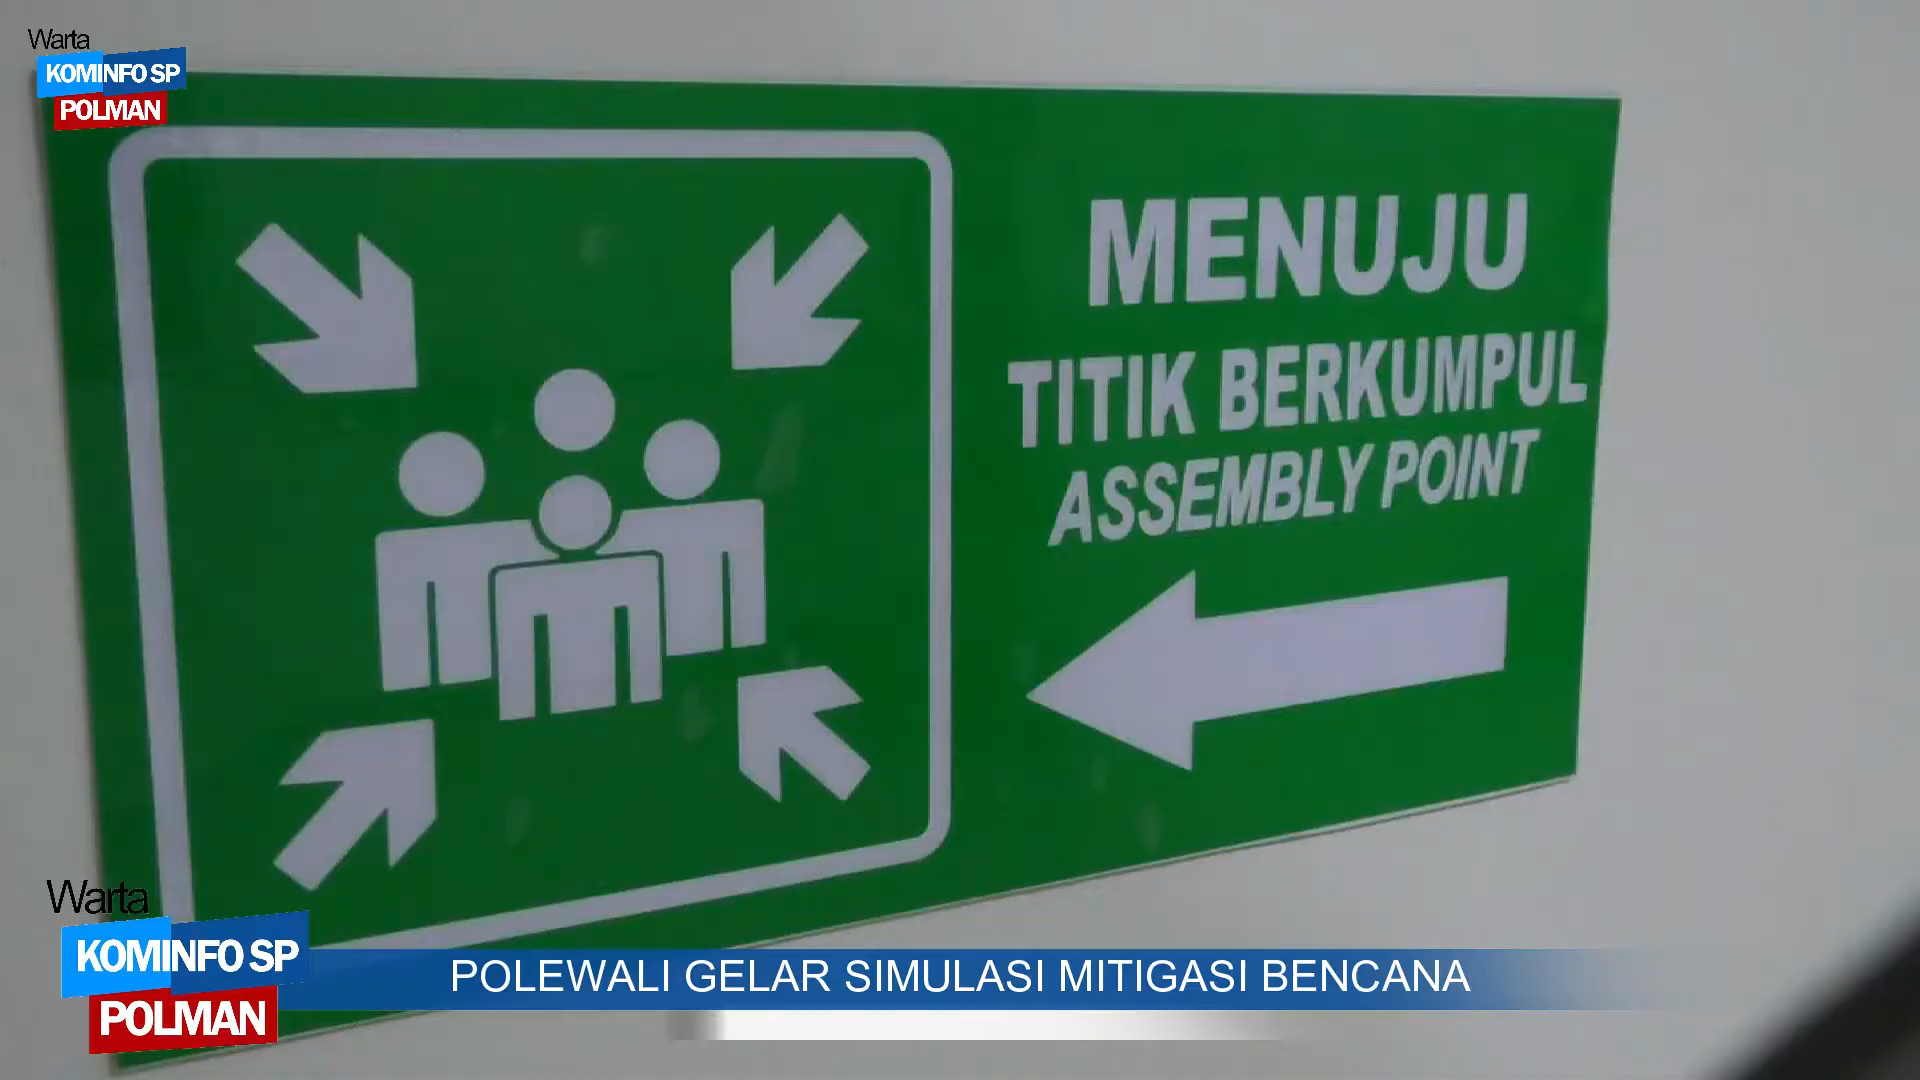 Warta
KOMINFO SP
POLMAN
MENUJU
TITIK BERKUMPUL
ASSEMBLY POINT
Warta
KOMINFO SP
POLMAN
POLEWALI GELAR SIMULASI MITIGASI BENCANA